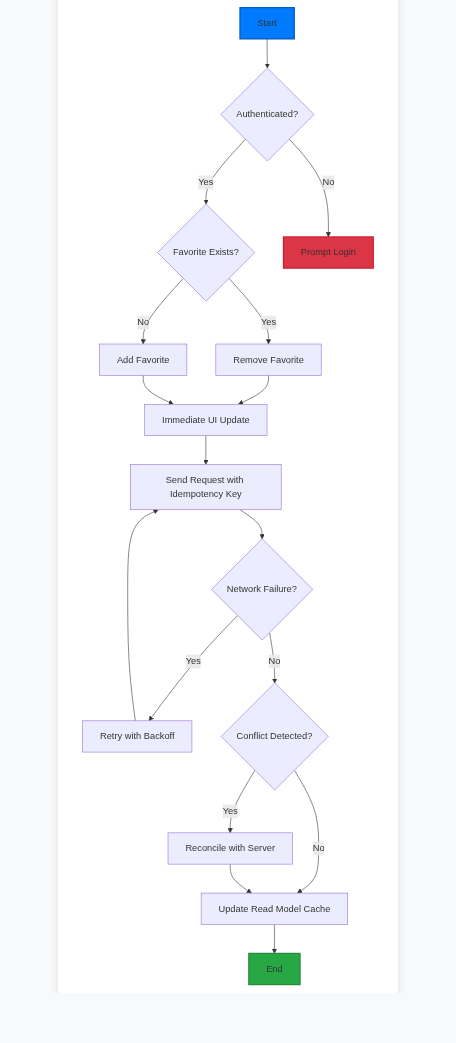 Start
Authenticated?
Yes
No
Favorite Exists?
Prompt Login
No
Yes
Add Favorite
Remove Favorite
Immediate UI Update
Send Request with
Idempotency Key
Network Failure?
Yes
No
Retry with Backoff
Conflict Detected?
Yes
Reconcile with Server
No
Update Read Model Cache
End